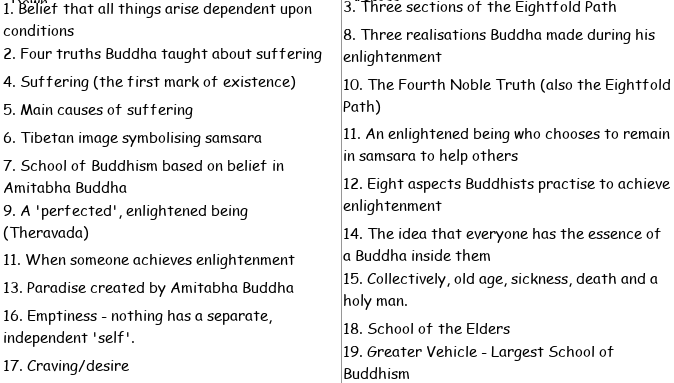 1. Belief that all things arise dependent upon
conditions
2. Four truths Buddha taught about suffering
4. Suffering (the first mark of existence)
5. Main causes of suffering
6. Tibetan image symbolising samsara
7. School of Buddhism based on belief in
Amitabha Buddha
9. A 'perfected', enlightened being
(Theravada)
11. When someone achieves enlightenment
13. Paradise created by Amitabha Buddha
16. Emptiness - nothing has a separate,
independent 'self'.
17. Craving/desire
3. Three sections of the Eightfold Path
8. Three realisations Buddha made during his
enlightenment
10. The Fourth Noble Truth (also the Eightfold
Path)
11. An enlightened being who chooses to remain
in samsara to help others
12. Eight aspects Buddhists practise to achieve
enlightenment
14. The idea that everyone has the essence of
a Buddha inside them
15. Collectively, old age, sickness, death and a
holy man.
18. School of the Elders
19. Greater Vehicle - Largest School of
Buddhism